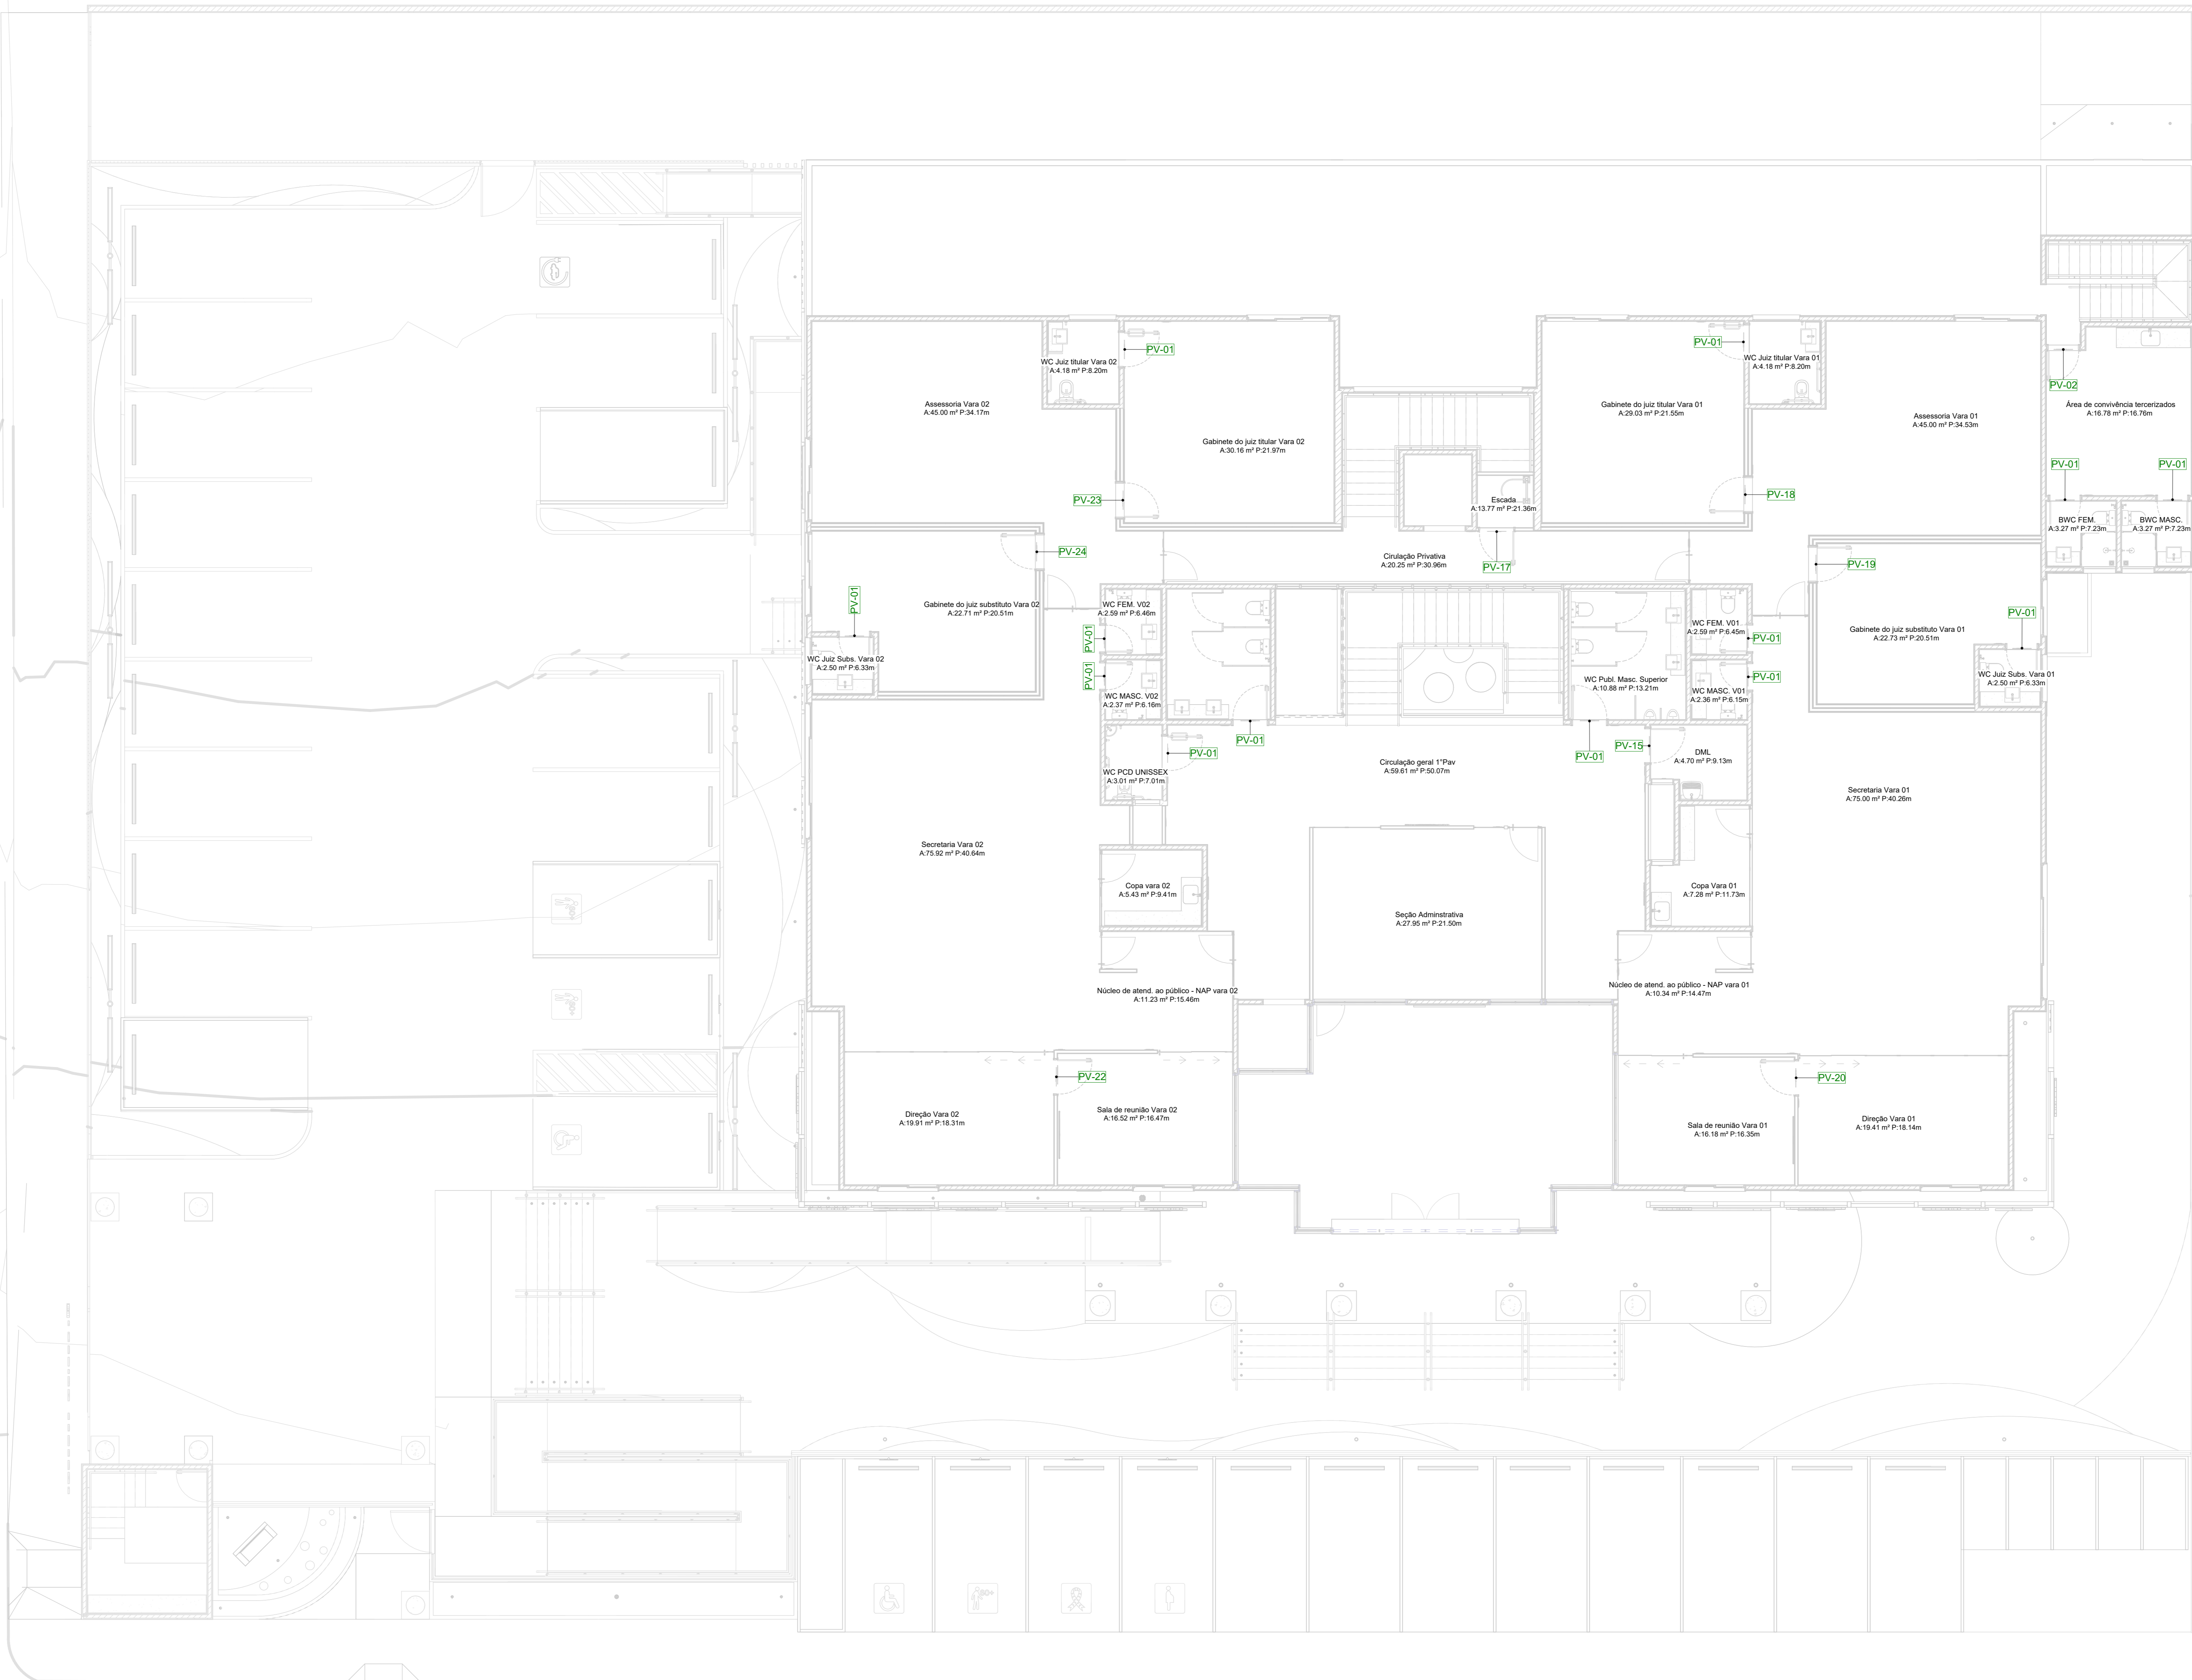 PV-01
WC Juiz titular Vara 02
A:4.18 m² P:8.20m
PV-01
WC Juiz titular Vara 01
A:4.18 m² P:8.20m
PV-02
Assessoria Vara 02
A:45.00 m² P:34.17m
Gabinete do juiz titular Vara 01
A:29.03 m² P:21.55m
Área de convivência tercerizados
A:16.78 m² P:16.76m
Assessoria Vara 01
A:45.00 m² P:34.53m
Gabinete do juiz titular Vara 02
A:30.16 m² P:21.97m
PV-01
PV-01
PV-23
Escada
A:13.77 m² P:21.36m
PV-18
BWC FEM.
A:3.27 m² P:7.23m
BWC MASC.
A:3.27 m² P:7.23m
PV-24
Cirulação Privativa
A:20.25 m² P:30.96m
PV-17
PV-19
PV-01
Gabinete do juiz substituto Vara 02
A:22.71 m² P:20.51m
WC FEM. V02
A:2.59 m² P:6.46m
PV-01
WC FEM. V01
A:2.59 m² P:6.45m
PV-01
PV-01
Gabinete do juiz substituto Vara 01
A:22.73 m² P:20.51m
WC Juiz Subs. Vara 02
A:2.50 m² P:6.33m
PV-01
WC MASC. V02
A:2.37 m² P:6.16m
WC Publ. Masc. Superior
A:10.88 m² P:13.21m
PV-01
WC MASC. V01
A:2.36 m² P:6.15m
WC Juiz Subs. Vara 01
A:2.50 m² P:6.33m
PV-01
PV-01
PV-01
PV-15
DML
A:4.70 m² P:9.13m
WC PCD UNISSEX
A:3.01 m² P:7.01m
Circulação geral 1°Pav
A:59.61 m² P:50.07m
Secretaria Vara 01
A:75.00 m² P:40.26m
Secretaria Vara 02
A:75.92 m² P:40.64m
Copa vara 02
A:5.43 m² P:9.41m
Copa Vara 01
A:7.28 m² P:11.73m
Seção Adminstrativa
A:27.95 m² P:21.50m
Núcleo de atend. ao público - NAP vara 02
A:11.23 m² P:15.46m
Núcleo de atend. ao público - NAP vara 01
A:10.34 m² P:14.47m
PV-22
PV-20
Direção Vara 02
A:19.91 m² P:18.31m
Sala de reunião Vara 02
A:16.52 m² P:16.47m
Sala de reunião Vara 01
A:16.18 m² P:16.35m
Direção Vara 01
A:19.41 m² P:18.14m